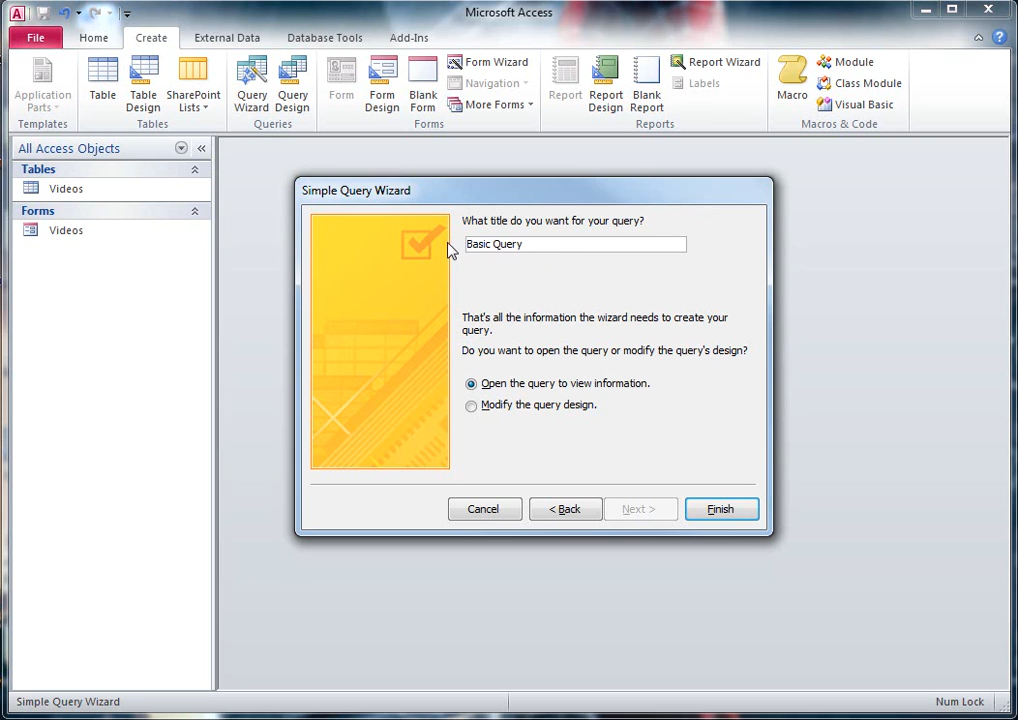 Microsoft Access
File Home Create External Data Database Tools Add-Ins
Application Parts
Templates
Table
Table Design
SharePoint Lists
Tables
Query Wizard
Query Design
Queries
Form
Form Design
Blank Form
Form Wizard
Navigation
More Forms
Forms
Report
Report Design
Blank Report
Report Wizard
Labels
Reports
Macro
Module
Class Module
Visual Basic
Macros & Code
All Access Objects
Tables
Videos
Forms
Videos
Simple Query Wizard
What title do you want for your query?
Basic Query
That's all the information the wizard needs to create your
query.
Do you want to open the query or modify the query's design?
Open the query to view information.
Modify the query design.
Cancel < Back Next > Finish
Simple Query Wizard
Num Lock